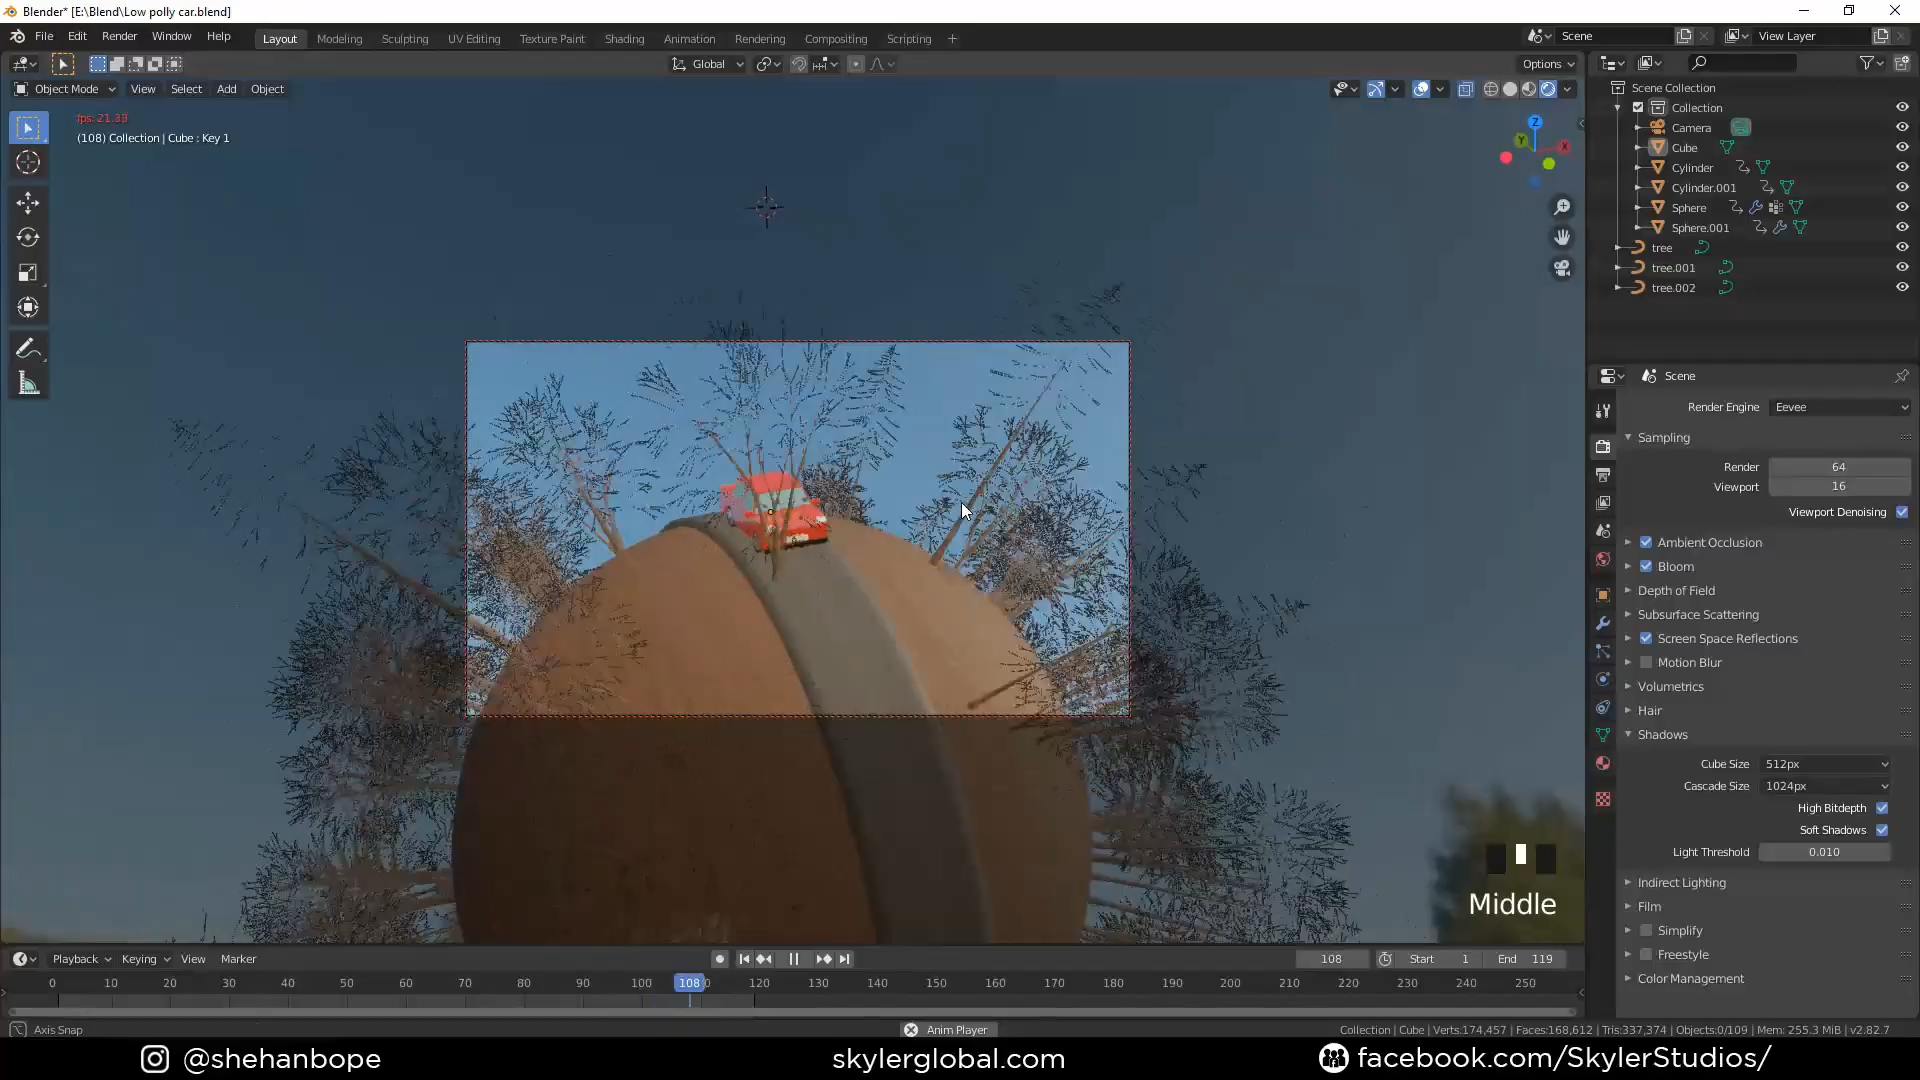 Blender* [E:\Blend\Low polly car.blend]
File Edit Render Window Help
Layout Modeling Sculpting UV Editing Texture Paint Shading Animation Rendering Compositing Scripting +
Scene View Layer
Global Options
Object Mode View Select Add Object
fps: 21.33
(108) Collection | Cube : Key 1
Z
Y
X
Scene Collection
Collection
Camera
Cube
Cylinder
Cylinder.001
Sphere
Sphere.001
tree
tree.001
tree.002
Scene
Render Engine Eevee
Sampling
Render 64
Viewport 16
Viewport Denoising
Ambient Occlusion
Bloom
Depth of Field
Subsurface Scattering
Screen Space Reflections
Motion Blur
Volumetrics
Hair
Shadows
Cube Size 512px
Cascade Size 1024px
High Bitdepth
Soft Shadows
Light Threshold 0.010
Indirect Lighting
Film
Simplify
Freestyle
Color Management
Middle
Playback Keying View Marker
108 Start 1 End 119
0 10 20 30 40 50 60 70 80 90 100 108 0 120 130 140 150 160 170 180 190 200 210 220 230 240 250
Axis Snap Anim Player Collection | Cube | Verts:174,457 | Faces:168,612 | Tris:337,374 | Objects:0/109 | Mem: 255.3 MiB | v2.82.7
@shehanbope skylerglobal.com facebook.com/SkylerStudios/